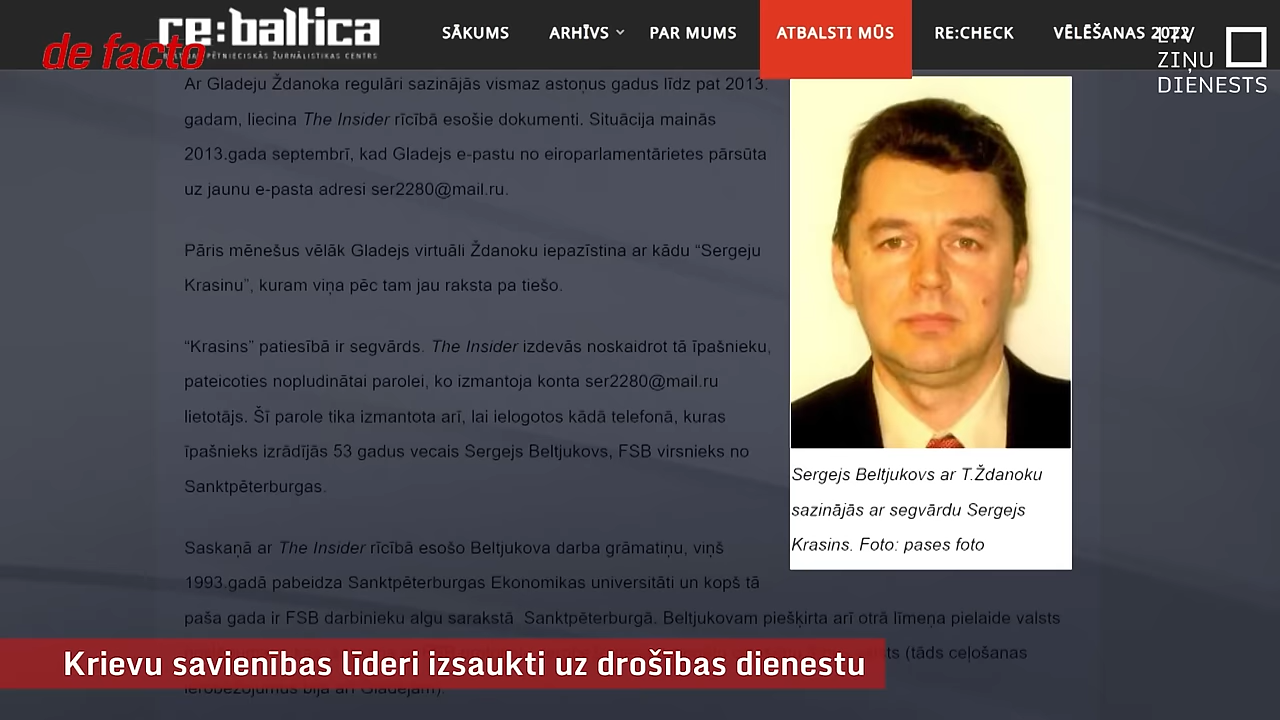 re:baltica
de facto
SĀKUMS ARHĪVS PAR MUMS ATBALSTI MŪS RE:CHECK VĒLĒŠANAS 2022
LTV
ZIŅU
DIENESTS
Ar Gladeju Ždanoka regulāri sazinājās vismaz astoņus gadus līdz pat 2013.
gadam, liecina The Insider rīcībā esošie dokumenti. Situācija mainās
2013.gada septembrī, kad Gladejs e-pastu no eiroparlamentārietes pārsūta
uz jaunu e-pasta adresi ser2280@mail.ru.
Pāris mēnešus vēlāk Gladejs virtuāli Ždanoku iepazīstina ar kādu “Sergeju
Krasinu”, kuram viņa pēc tam jau raksta pa tiešo.
“Krasins” patiesībā ir segvārds. The Insider izdevās noskaidrot tā īpašnieku,
pateicoties nopludinātai parolei, ko izmantoja konta ser2280@mail.ru
lietotājs. Šī parole tika izmantota arī, lai ielogotos kādā telefonā, kuras
īpašnieks izrādījās 53 gadus vecais Sergejs Beltjukovs, FSB virsnieks no
Sanktpēterburgas.
Sergejs Beltjukovs ar T.Ždanoku
sazinājās ar segvārdu Sergejs
Krasins. Foto: pases foto
Saskaņā ar The Insider rīcībā esošo Beltjukova darba grāmatiņu, viņš
1993.gadā pabeidza Sanktpēterburgas Ekonomikas universitāti un kopš tā
paša gada ir FSB darbinieku algu sarakstā Sanktpēterburgā. Beltjukovam piešķirta arī otrā līmeņa pielaide valsts
(tāds ceļošanas
ierobežojums bija arī Gladejam).
Krievu savienības līderi izsaukti uz drošības dienestu